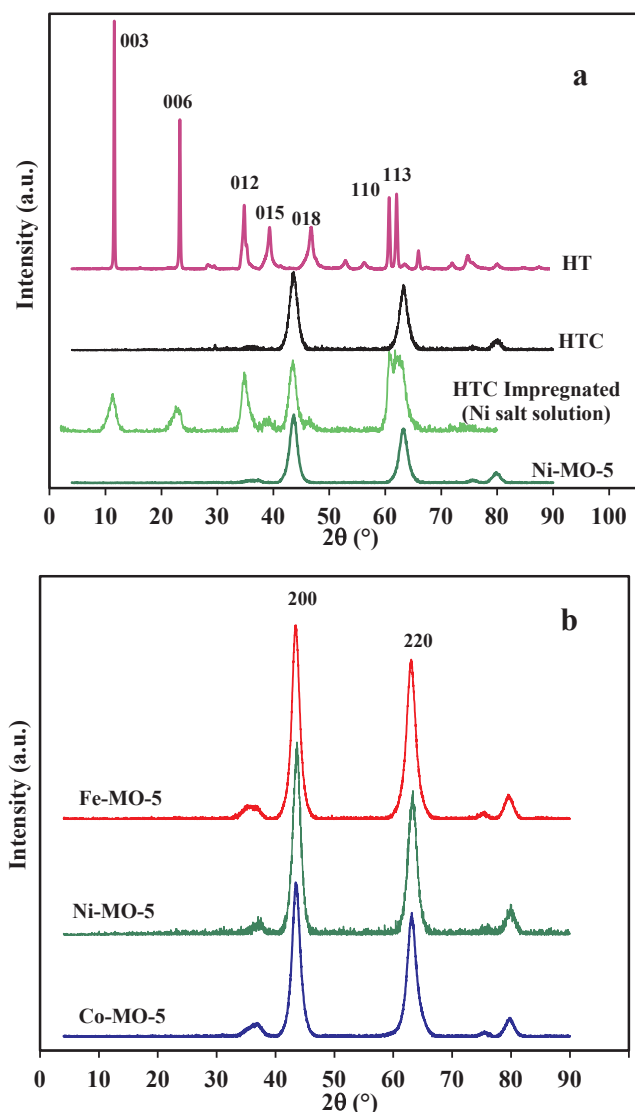 a
003
006
012
015
018
110
113
HT
HTC
HTC Impregnated
(Ni salt solution)
Ni-MO-5
Intensity (a.u.)
0 10 20 30 40 50 60 70 80 90 100
2θ (°)
b
200
220
Fe-MO-5
Ni-MO-5
Co-MO-5
Intensity (a.u.)
0 10 20 30 40 50 60 70 80 90
2θ (°)